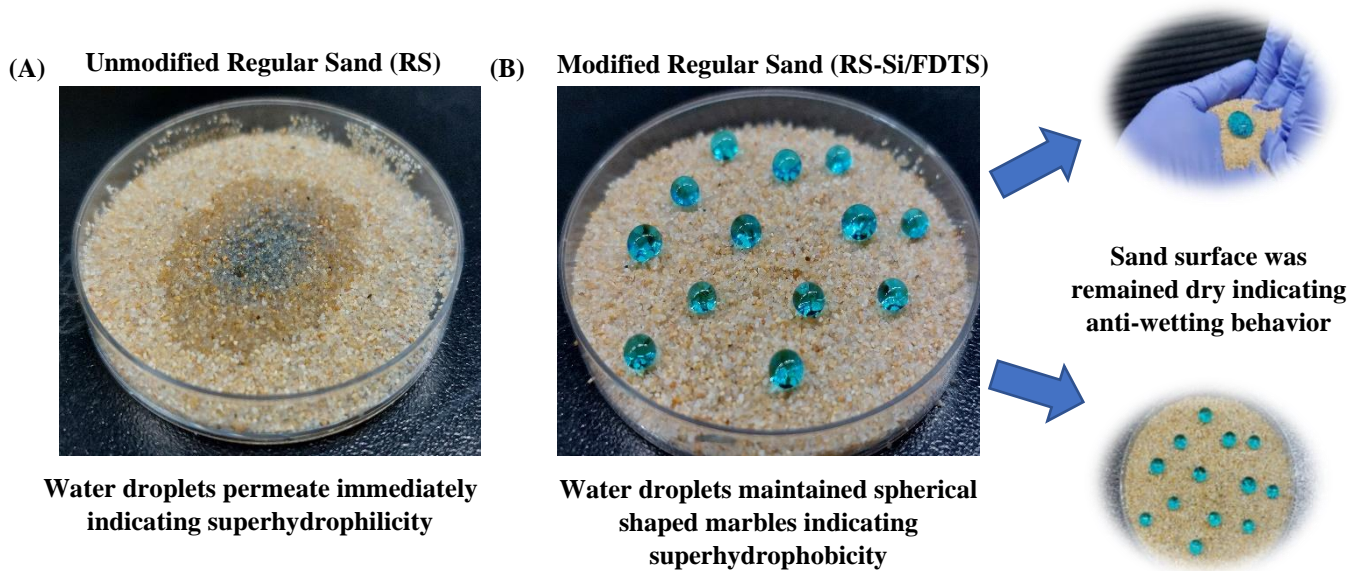 (A) Unmodified Regular Sand (RS)
(B) Modified Regular Sand (RS-Si/FDTS)
Water droplets permeate immediately
indicating superhydrophilicity
Water droplets maintained spherical
shaped marbles indicating
superhydrophobicity
Sand surface was
remained dry indicating
anti-wetting behavior